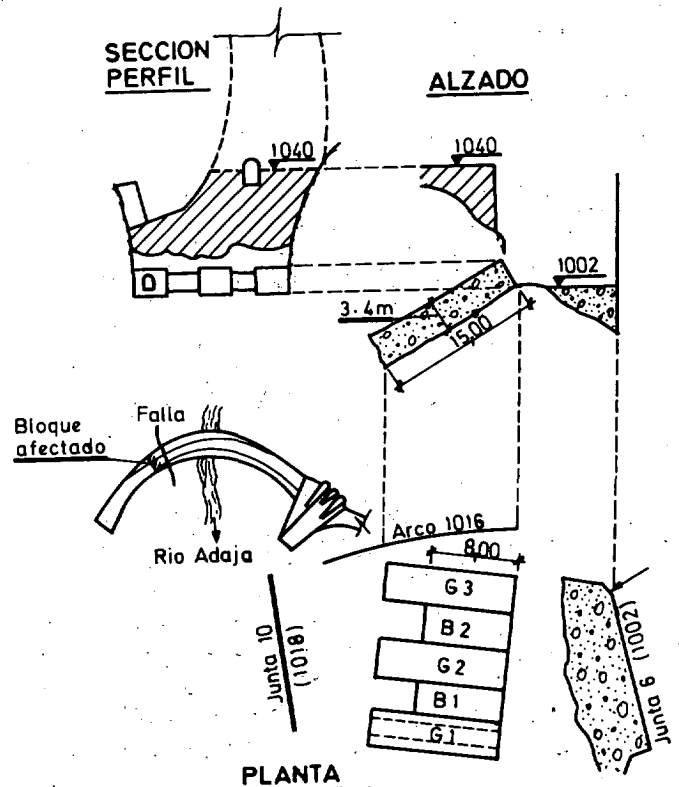 SECCION
PERFIL
ALZADO
1040
1040
1002
3.4m
15,00
Falla
Bloque
afectado
Rio Adaja
Arco 1016
8,00
G3
B2
G2
B1
G1
Junta 10
(1018)
Junta 6 (1002)
PLANTA